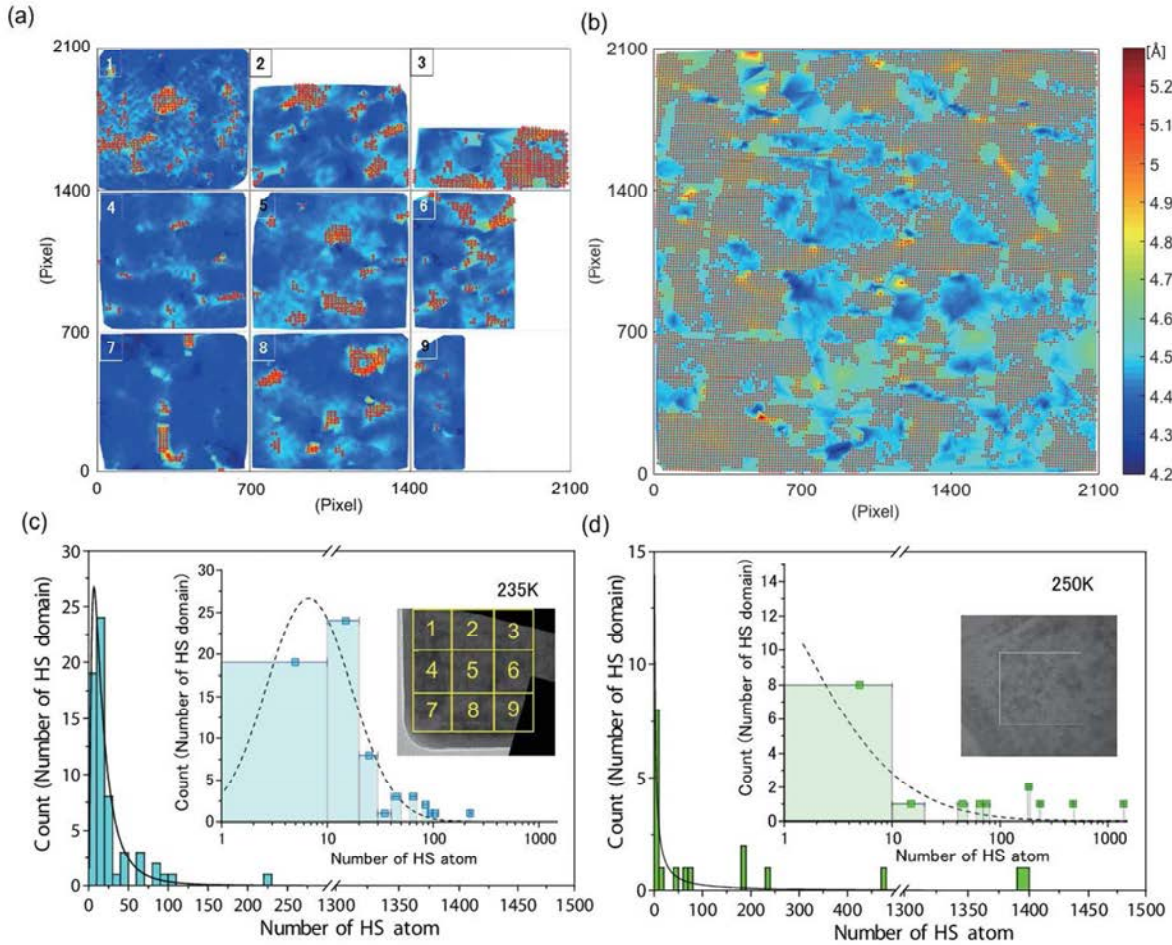 (a)
2100
1400
(Pixel)
700
0
1
2
3
4
5
6
7
8
9
0
700
1400
2100
(Pixel)
(b)
2100
1400
(Pixel)
700
0
0
700
1400
2100
(Pixel)
[Å]
5.2
5.1
5
4.9
4.8
4.7
4.6
4.5
4.4
4.3
4.2
(c)
Count (Number of HS domain)
30
25
20
15
10
5
0
0 50 100 150 200 250 1300 1350 1400 1450 1500
Number of HS atom
Count (Number of HS domain)
30
25
20
15
10
5
0
1 10 100 1000
Number of HS atom
235K
1 2 3
4 5 6
7 8 9
(d)
Count (Number of HS domain)
15
10
5
0
0 100 200 300 400 1300 1350 1400 1450 1500
Number of HS atom
Count (Number of HS domain)
14
12
10
8
6
4
2
0
1 10 100 1000
Number of HS atom
250K